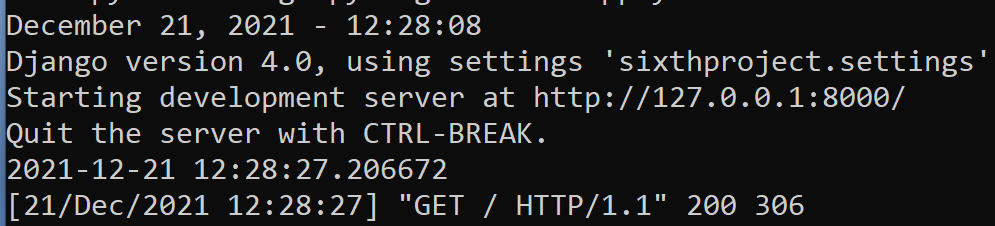 December 21, 2021 - 12:28:08
Django version 4.0, using settings 'sixthproject.settings'
Starting development server at http://127.0.0.1:8000/
Quit the server with CTRL-BREAK.
2021-12-21 12:28:27.206672
[21/Dec/2021 12:28:27] "GET / HTTP/1.1" 200 306